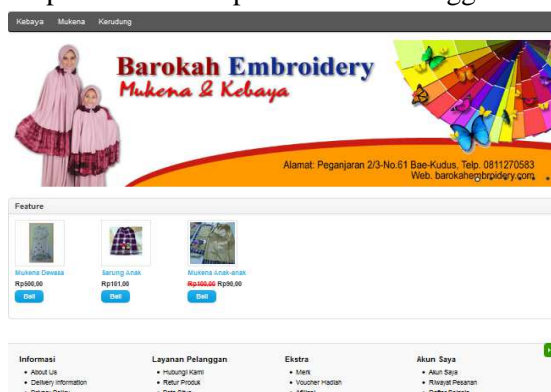 Kebaya Mukena Kerudung
Barokah Embroidery
Mukena & Kebaya
Alamat: Peganjaran 2/3-No.61 Bae-Kudus, Telp. 0811270583
Web. barokahembroidery.com
Feature
Mukena Dewasa Sarung Anak Mukena Anak-anak
Rp500,00 Rp101,00 Rp100,00 Rp90,00
Beli Beli Beli
Informasi Layanan Pelanggan Ekstra Akun Saya
• About Us • Hubungi Kami • Merk • Akun Saya
• Delivery Information • Retur Produk • Voucher Hadiah • Riwayat Pesanan